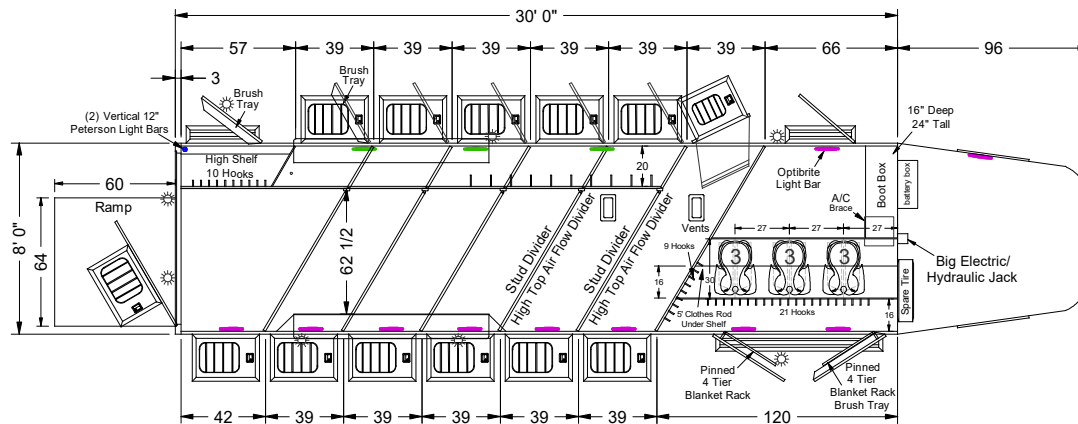 30' 0"
57
39
39
39
39
39
66
96
3
Brush
Tray
Brush
Tray
(2) Vertical 12"
Peterson Light Bars
16" Deep
24" Tall
High Shelf
10 Hooks
20
Optibrite
Light Bar
Boot Box
battery box
60
Ramp
8' 0"
64
62 1/2
Stud Divider
High Top Air Flow Divider
Stud Divider
High Top Air Flow Divider
Vents
A/C
Brace
27
27
27
9 Hooks
30
16
3
3
3
Big Electric/
Hydraulic Jack
Spare Tire
5' Clothes Rod
Under Shelf
21 Hooks
16
Pinned
4 Tier
Blanket Rack
Pinned
4 Tier
Blanket Rack
Brush Tray
42
39
39
39
39
39
120